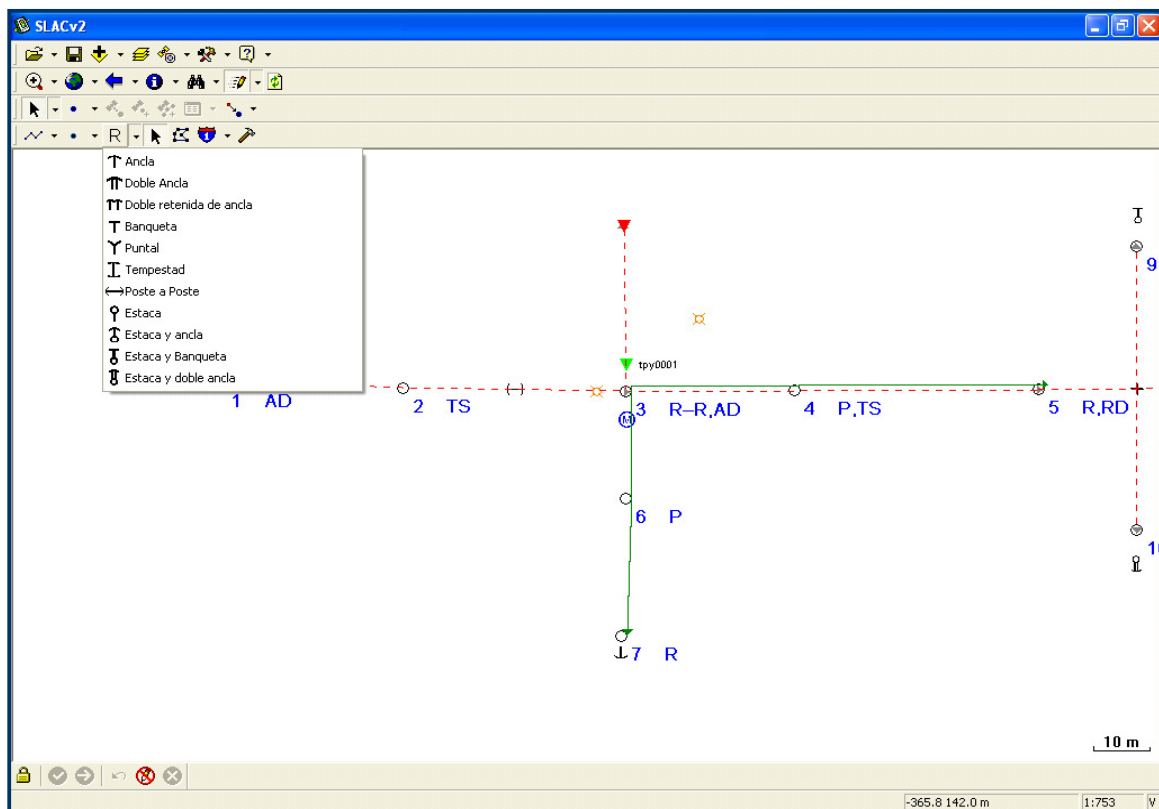 SLACv2
R
Ancla
Doble Ancla
Doble retenida de ancla
Banqueta
Puntal
Tempestad
Poste a Poste
Estaca
Estaca y ancla
Estaca y Banqueta
Estaca y doble ancla
9
tpy0001
1 AD
2 TS
3 R-R,AD
4 P,TS
5 R,RD
M
6 P
10
7 R
10 m
-365.8 142.0 m
1:753
V